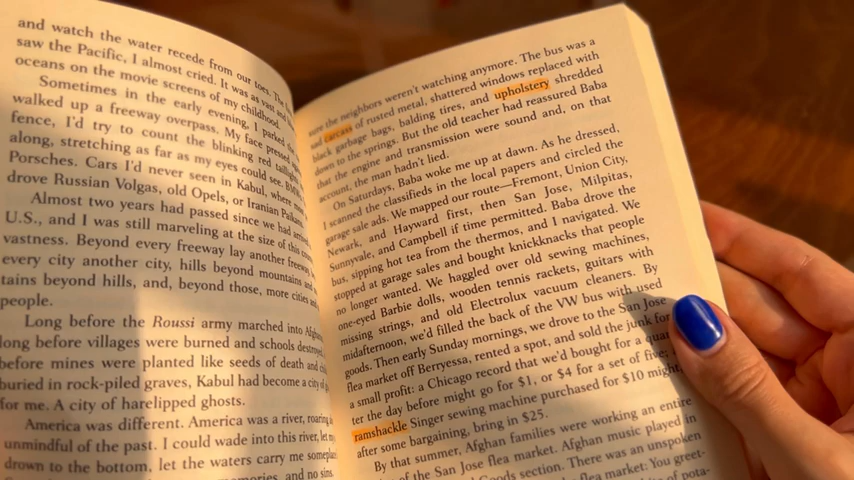 and watch the water recede from our toes. The
saw the Pacific, I almost cried. It was as vast and
oceans on the movie screens of my childhood.
Sometimes in the early evening, I parked
walked up a freeway overpass. My face pressed
fence, I'd try to count the blinking red
along, stretching as far as my eyes could see.
Porsches. Cars I'd never seen in Kabul, where
drove Russian Volgas, old Opels, or Iranian
Almost two years had passed since we had
U.S., and I was still marveling at the size of this
vastness. Beyond every freeway lay another freeway,
every city another city, hills beyond mountains and
tains beyond hills, and, beyond those, more cities and
people.
Long before the Roussi army marched into
long before villages were burned and schools
before mines were planted like seeds of death and
buried in rock-piled graves, Kabul had become a city of
for me. A city of harelipped ghosts.
America was different. America was a river, roaring
unmindful of the past. I could wade into this river, let my
drown to the bottom, let the waters carry me someplace
and no sins.
sure the neighbors weren't watching anymore. The bus was a
sad carcass of rusted metal, shattered windows replaced with
black garbage bags, balding tires, and upholstery shredded
down to the springs. But the old teacher had reassured Baba
that the engine and transmission were sound and, on that
account, the man hadn't lied.
On Saturdays, Baba woke me up at dawn. As he dressed,
I scanned the classifieds in the local papers and circled the
garage sale ads. We mapped our route—Fremont, Union City,
Newark, and Hayward first, then San Jose, Milpitas,
Sunnyvale, and Campbell if time permitted. Baba drove the
bus, sipping hot tea from the thermos, and I navigated. We
stopped at garage sales and bought knickknacks that people
no longer wanted. We haggled over old sewing machines,
one-eyed Barbie dolls, wooden tennis rackets, guitars with
missing strings, and old Electrolux vacuum cleaners. By
midafternoon, we'd filled the back of the VW bus with used
goods. Then early Sunday mornings, we drove to the San Jose
flea market off Berryessa, rented a spot, and sold the junk for
a small profit: a Chicago record that we'd bought for a
ter the day before might go for $1, or $4 for a set of five;
ramshackle Singer sewing machine purchased for $10 might,
after some bargaining, bring in $25.
By that summer, Afghan families were working an entire
of the San Jose flea market. Afghan music played in
Goods section. There was an unspoken
flea market: You greet-
of pota-